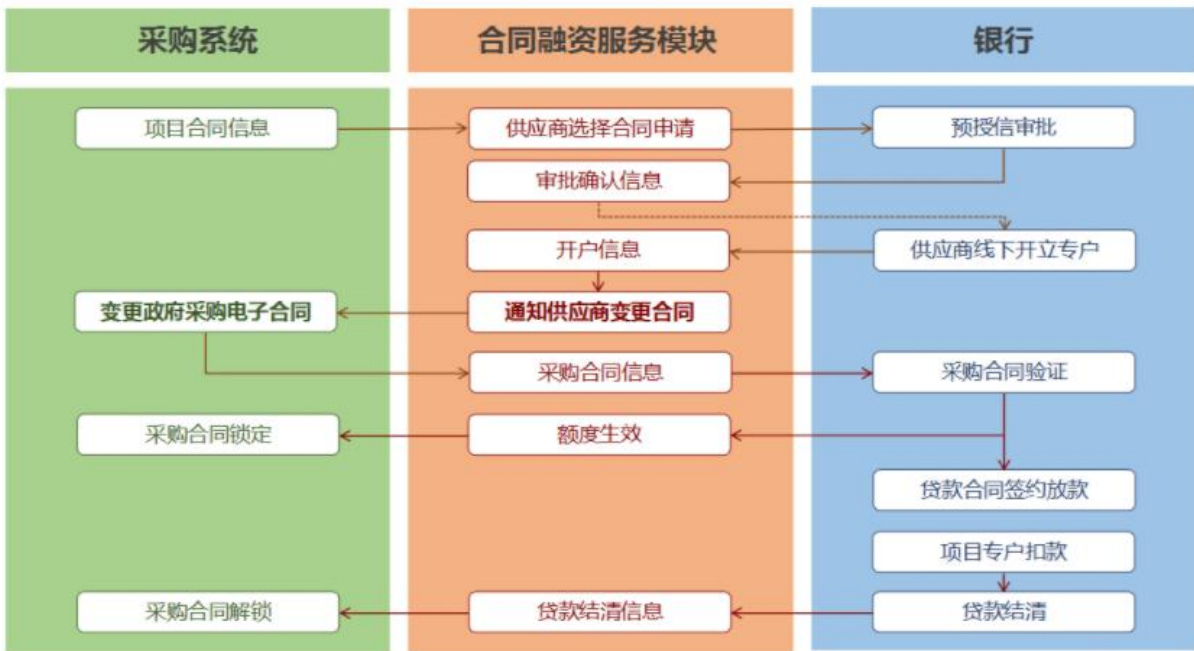 采购系统
合同融资服务模块
银行
项目合同信息
供应商选择合同申请
预授信审批
审批确认信息
开户信息
供应商线下开立专户
变更政府采购电子合同
通知供应商变更合同
采购合同信息
采购合同验证
采购合同锁定
额度生效
贷款合同签约放款
项目专户扣款
采购合同解锁
贷款结清信息
贷款结清